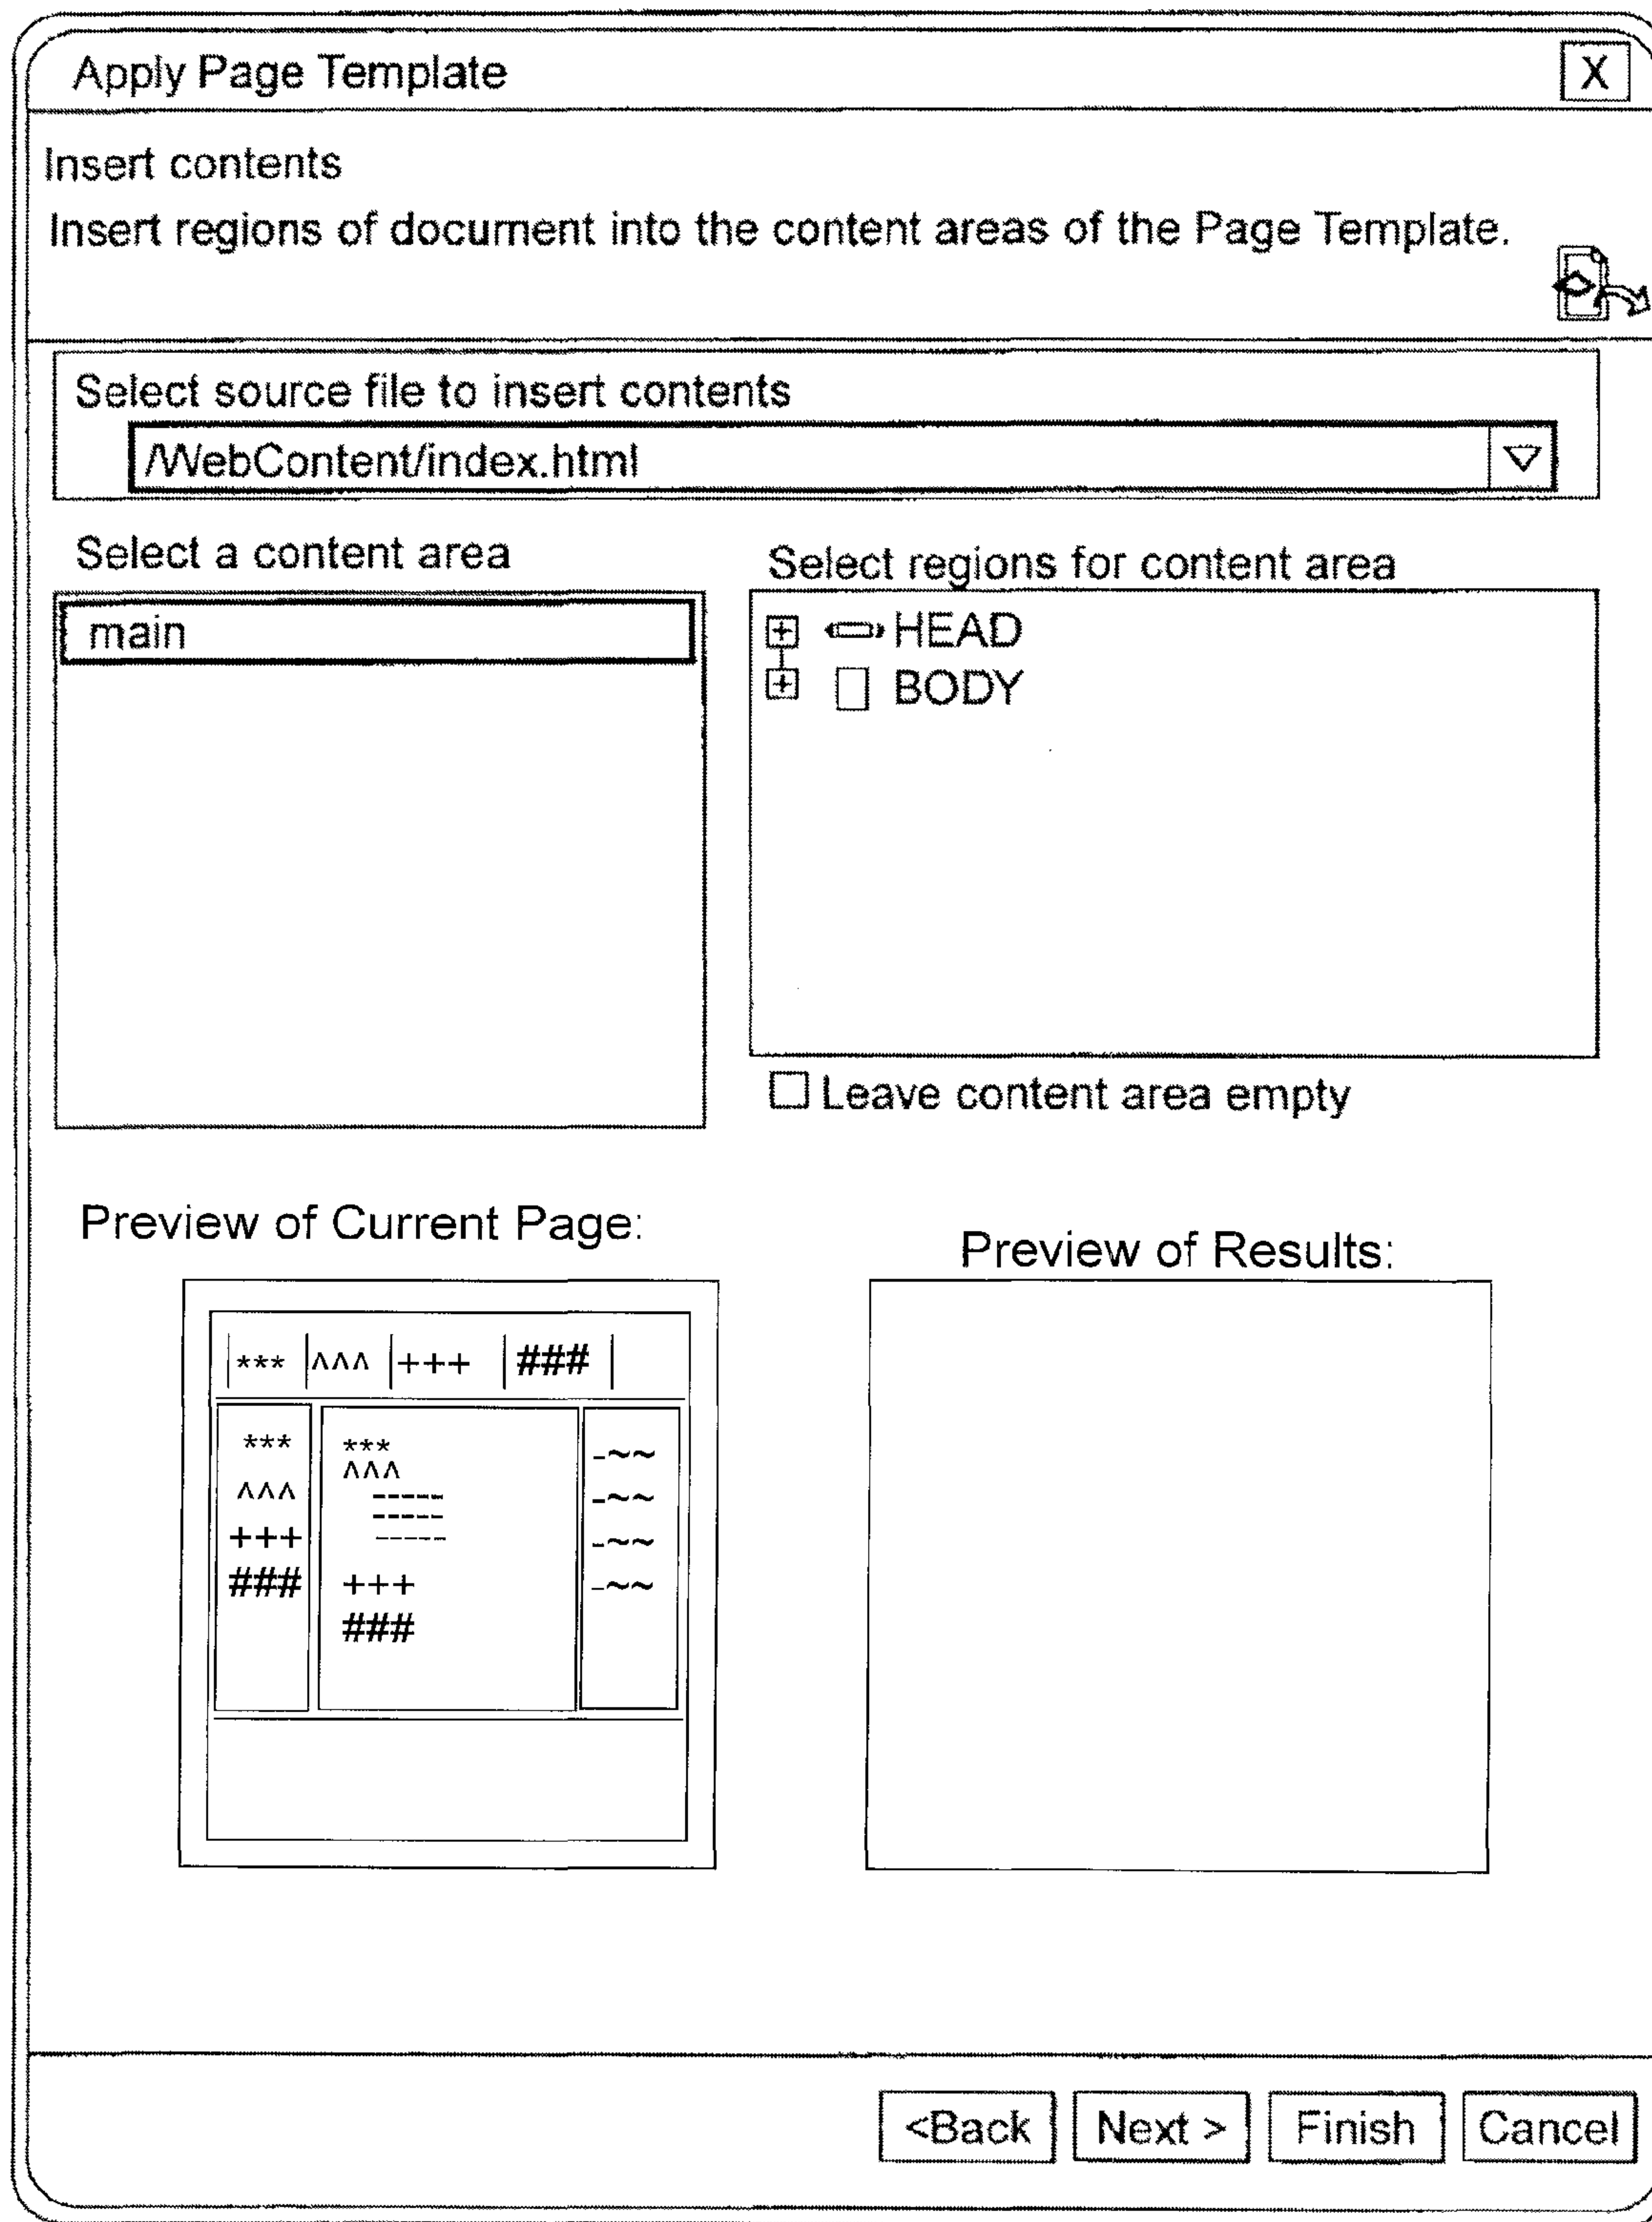 Apply Page Template X
Insert contents
Insert regions of document into the content areas of the Page Template.
Select source file to insert contents
/WebContent/index.html
Select a content area
main
Select regions for content area
HEAD
BODY
Leave content area empty
Preview of Current Page:
*** ^^^ +++ ###
***
^^^
+++
###
***
^^^
-----
-----
-----
+++
###
-~~
-~~
-~~
-~~
Preview of Results:
<Back Next > Finish Cancel